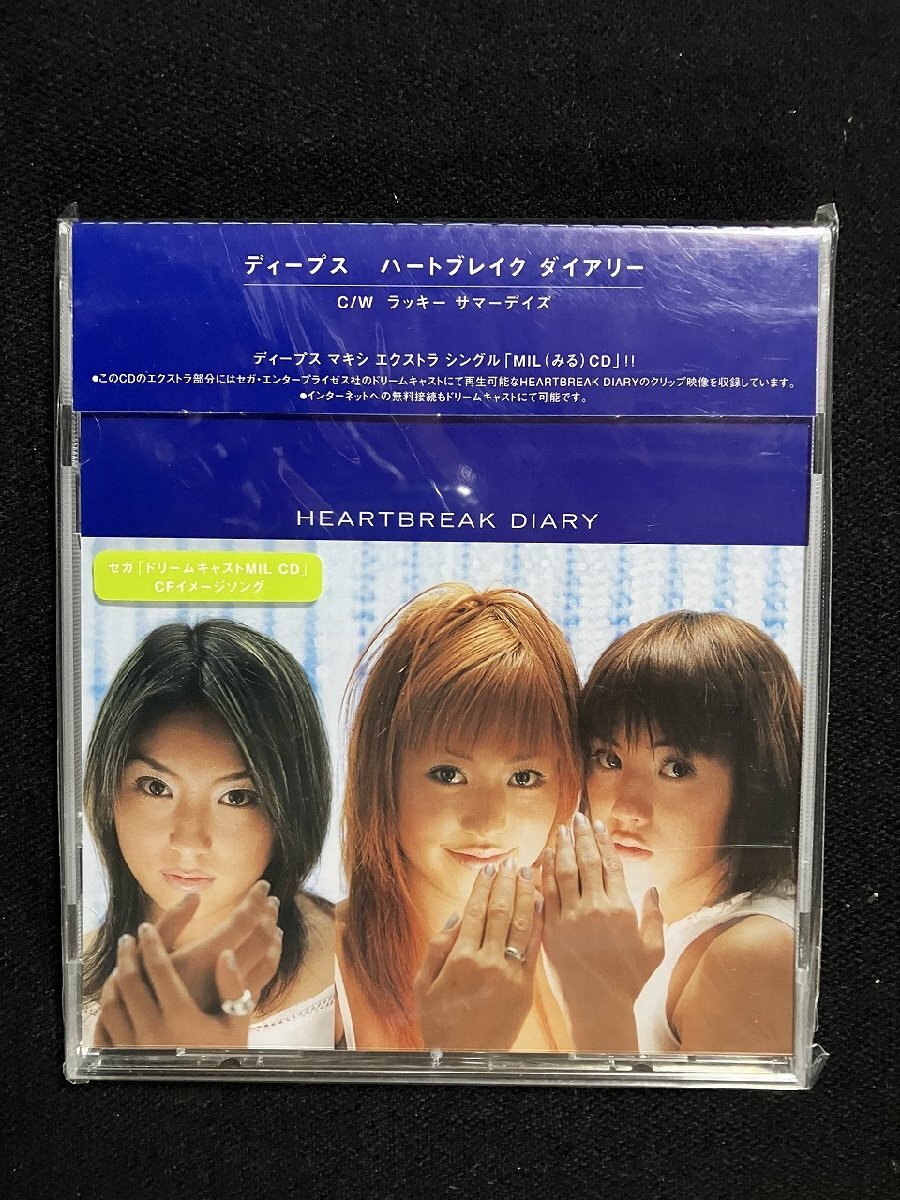 ディープス ハートブレイク ダイアリー
C/W ラッキー サマーデイズ
ディープス マキシ エクストラ シングル「MIL(みる)CD」!!
●このCDのエクストラ部分にはセガ・エンタープライゼス社のドリームキャストにて再生可能なHEARTBREAK DIARYのクリップ映像を収録しています。
●インターネットへの無料接続もドリームキャストにて可能です。
HEARTBREAK DIARY
セガ「ドリームキャストMIL CD」
CFイメージソング